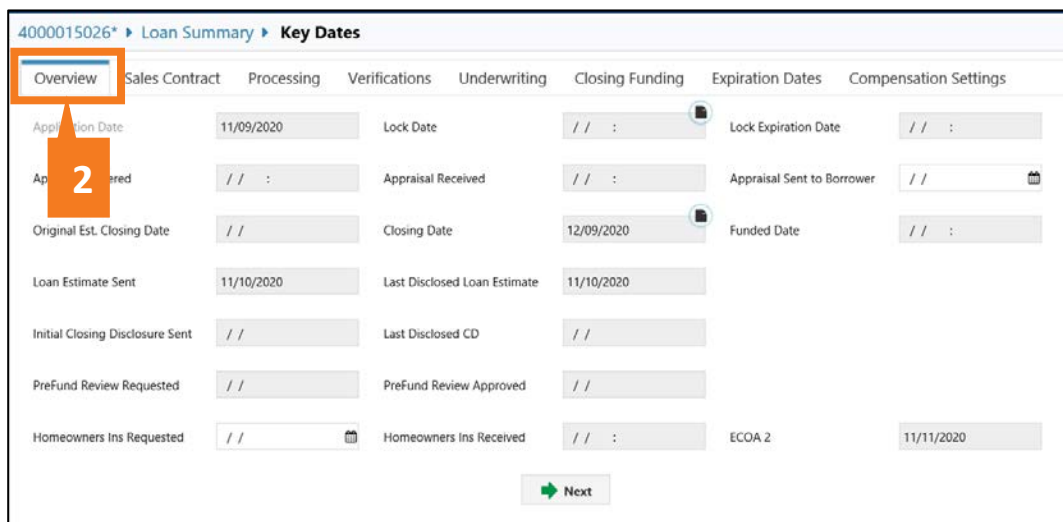 4000015026* ▸ Loan Summary ▸ Key Dates
Overview Sales Contract Processing Verifications Underwriting Closing Funding Expiration Dates Compensation Settings
Date 11/09/2020 Lock Date / / : Lock Expiration Date / / :
2 / / : Appraisal Received / / : Appraisal Sent to Borrower / /
Original Est. Closing Date / / Closing Date 12/09/2020 Funded Date / / :
Loan Estimate Sent 11/10/2020 Last Disclosed Loan Estimate 11/10/2020
Initial Closing Disclosure Sent / / Last Disclosed CD / /
PreFund Review Requested / / PreFund Review Approved / /
Homeowners Ins Requested / / Homeowners Ins Received / / : ECOA 2 11/11/2020
Next